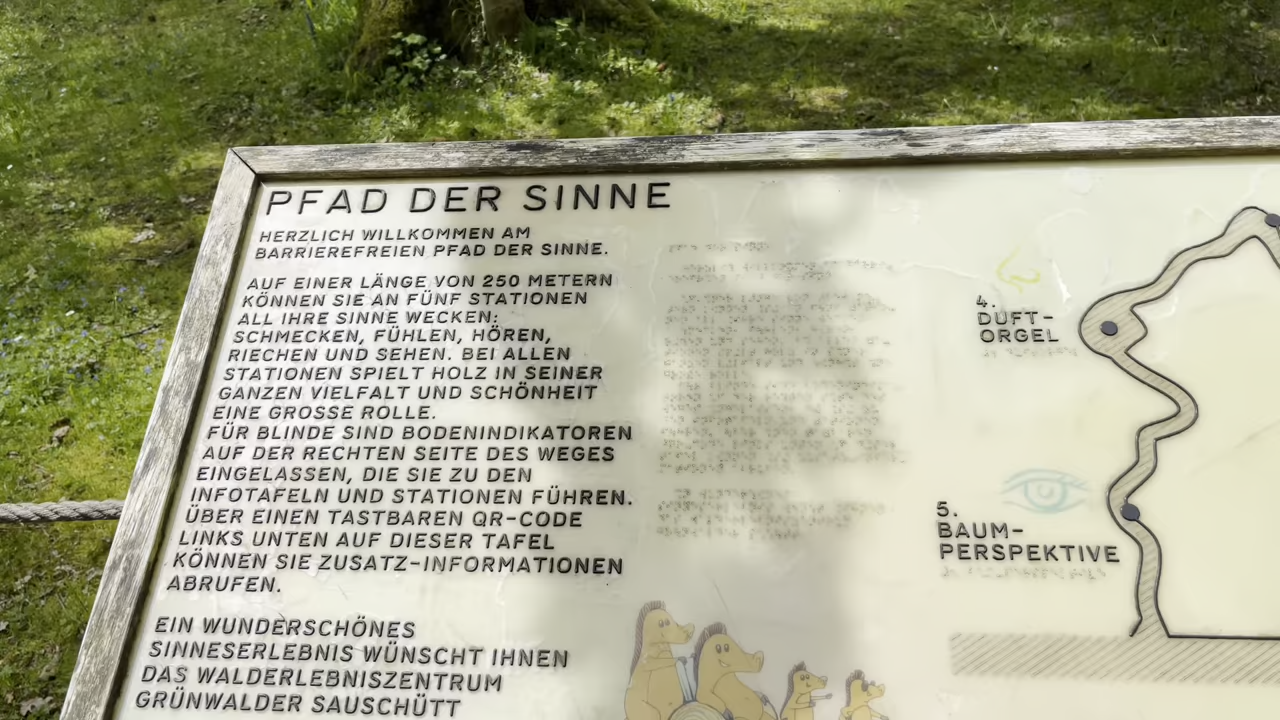 PFAD DER SINNE
HERZLICH WILLKOMMEN AM
BARRIEREFREIEN PFAD DER SINNE.
AUF EINER LÄNGE VON 250 METERN
KÖNNEN SIE AN FÜNF STATIONEN
ALL IHRE SINNE WECKEN:
SCHMECKEN, FÜHLEN, HÖREN,
RIECHEN UND SEHEN. BEI ALLEN
STATIONEN SPIELT HOLZ IN SEINER
GANZEN VIELFALT UND SCHÖNHEIT
EINE GROSSE ROLLE.
FÜR BLINDE SIND BODENINDIKATOREN
AUF DER RECHTEN SEITE DES WEGES
EINGELASSEN, DIE SIE ZU DEN
INFOTAFELN UND STATIONEN FÜHREN.
ÜBER EINEN TASTBAREN QR-CODE
LINKS UNTEN AUF DIESER TAFEL
KÖNNEN SIE ZUSATZ-INFORMATIONEN
ABRUFEN.
EIN WUNDERSCHÖNES
SINNESERLEBNIS WÜNSCHT IHNEN
DAS WALDERLEBNISZENTRUM
GRÜNWALDER SAUSCHÜTT
4.
DUFT-
ORGEL
5.
BAUM-
PERSPEKTIVE